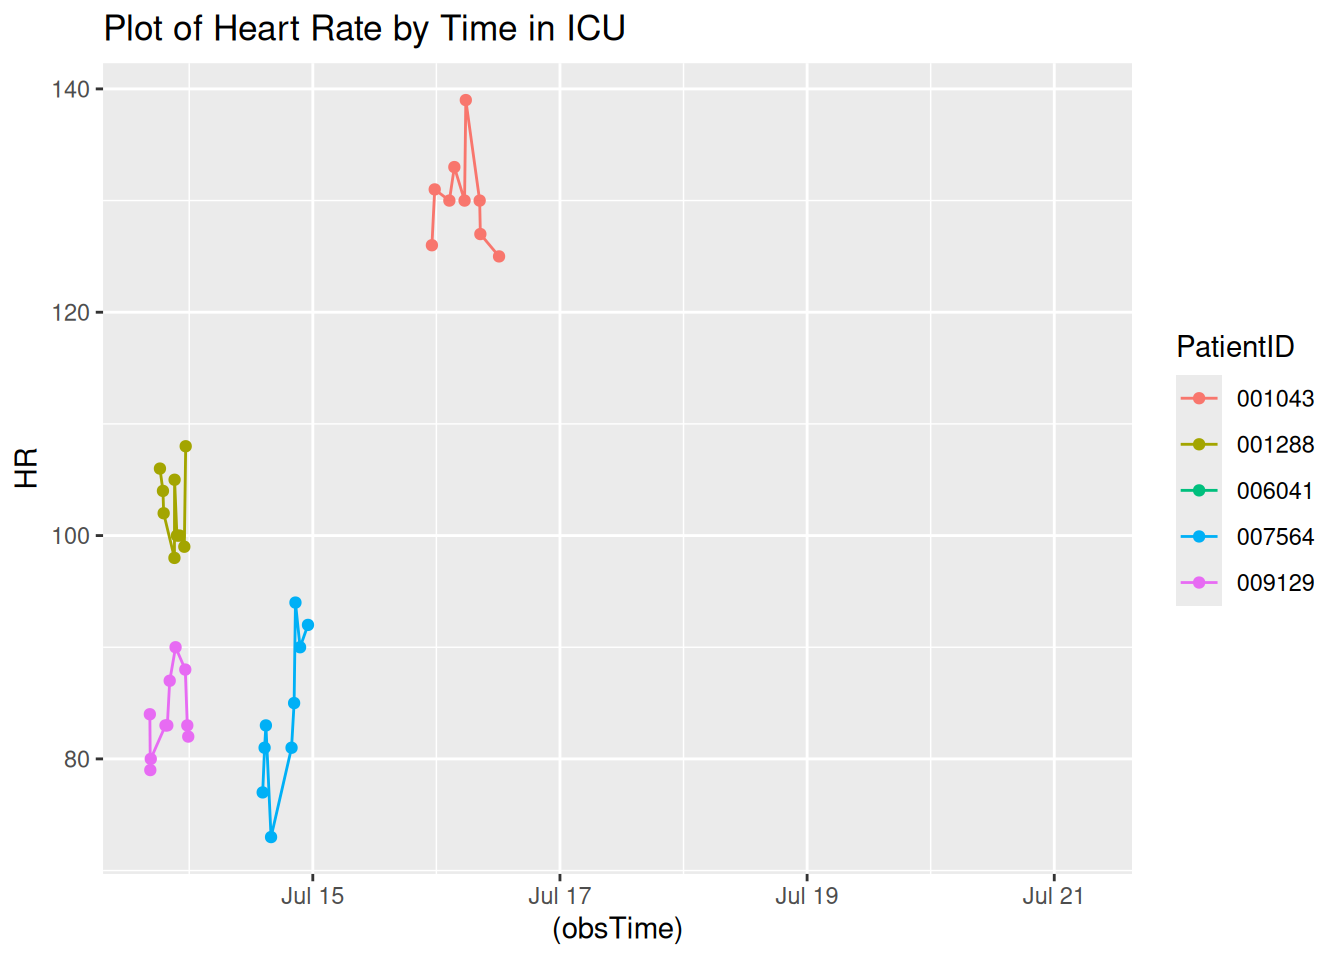 Plot of Heart Rate by Time in ICU
140
120
100
80
HR
Jul 15
Jul 17
Jul 19
Jul 21
(obsTime)
PatientID
001043
001288
006041
007564
009129